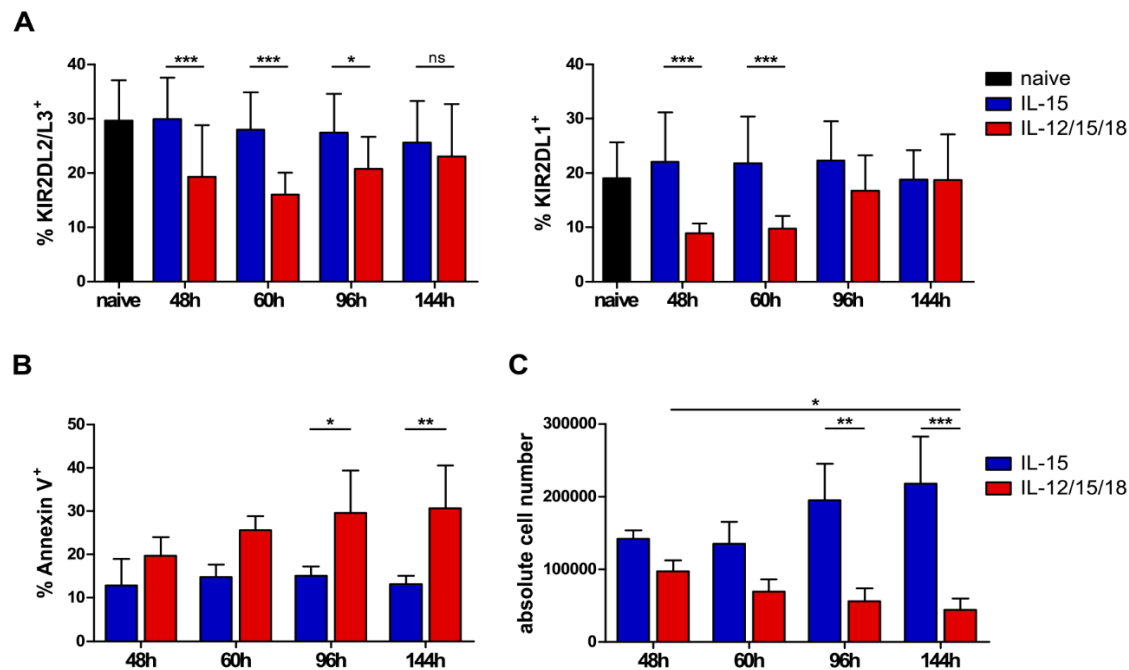 A
% KIR2DL2/L3+
40
30
20
10
0
*** *** * ns
naive 48h 60h 96h 144h
% KIR2DL1+
40
30
20
10
0
*** ***
naive 48h 60h 96h 144h
naive
IL-15
IL-12/15/18
B
% Annexin V+
50
40
30
20
10
0
* **
48h 60h 96h 144h
C
absolute cell number
300000
200000
100000
0
*
** ***
48h 60h 96h 144h
IL-15
IL-12/15/18